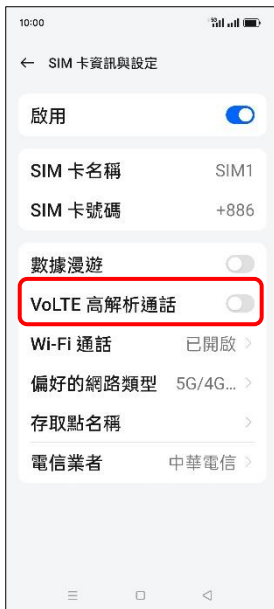 10:00
← SIM 卡資訊與設定
啟用
SIM 卡名稱 SIM1
SIM 卡號碼 +886
數據漫遊
VoLTE 高解析通話
Wi-Fi 通話 已開啟 >
偏好的網路類型 5G/4G... >
存取點名稱 >
電信業者 中華電信 >